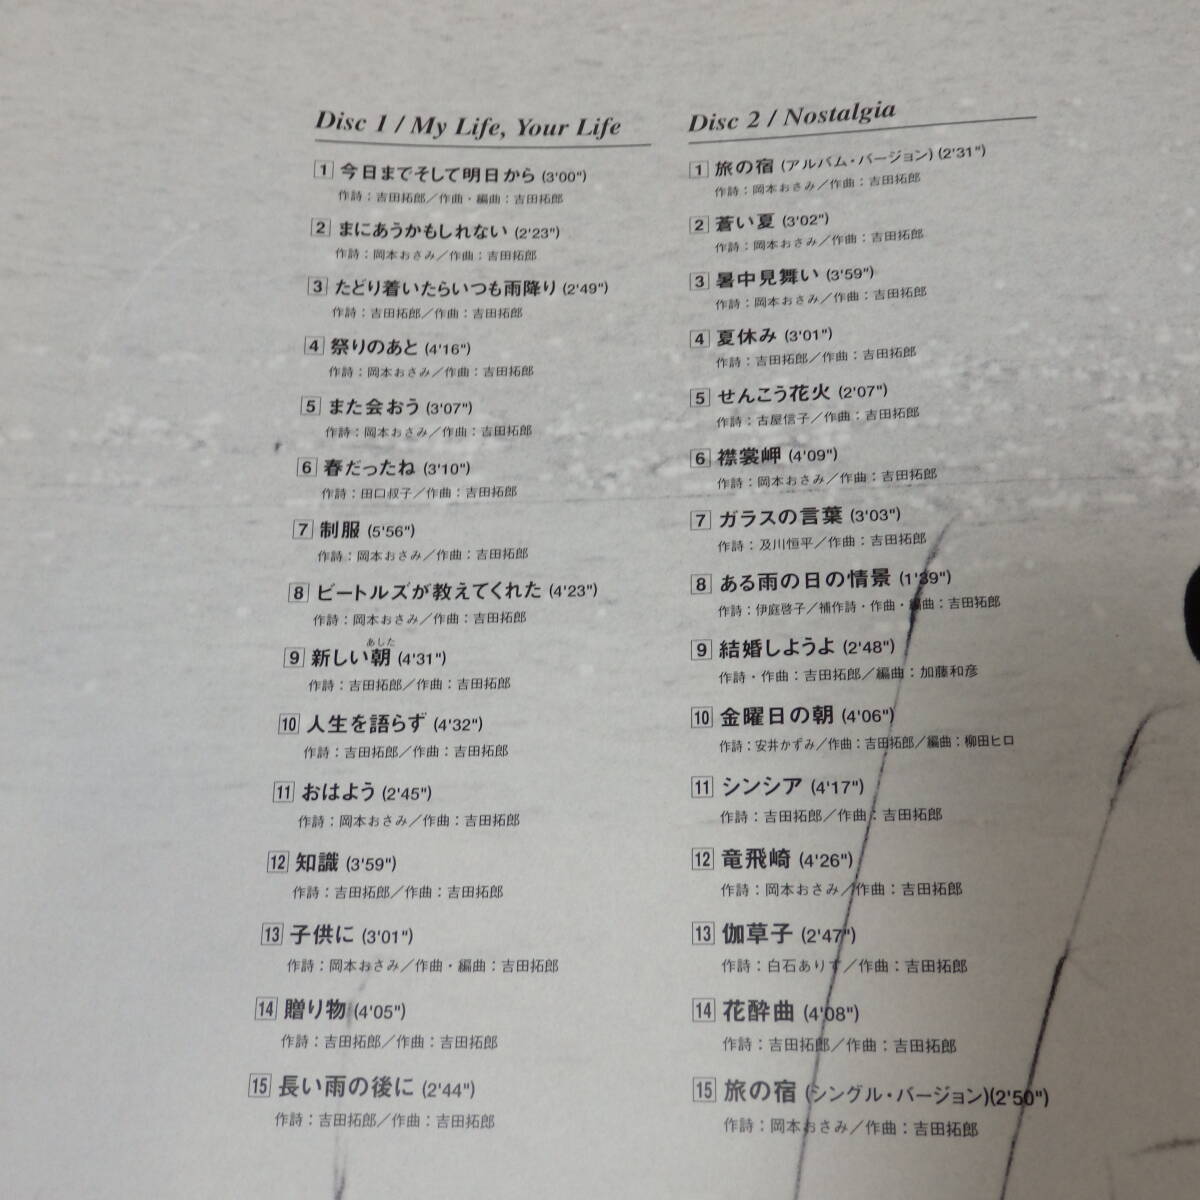 Disc 1 / My Life, Your Life
1 今日までそして明日から (3'00")
作詩：吉田拓郎／作曲・編曲：吉田拓郎
2 まにあうかもしれない (2'23")
作詩：岡本おさみ／作曲：吉田拓郎
3 たどり着いたらいつも雨降り (2'49")
作詩：吉田拓郎／作曲：吉田拓郎
4 祭りのあと (4'16")
作詩：岡本おさみ／作曲：吉田拓郎
5 また会おう (3'07")
作詩：岡本おさみ／作曲：吉田拓郎
6 春だったね (3'10")
作詩：田口叔子／作曲：吉田拓郎
7 制服 (5'56")
作詩：岡本おさみ／作曲：吉田拓郎
8 ビートルズが教えてくれた (4'23")
作詩：岡本おさみ／作曲：吉田拓郎
あした
9 新しい朝 (4'31")
作詩：吉田拓郎／作曲：吉田拓郎
10 人生を語らず (4'32")
作詩：吉田拓郎／作曲：吉田拓郎
11 おはよう (2'45")
作詩：岡本おさみ／作曲：吉田拓郎
12 知識 (3'59")
作詩：吉田拓郎／作曲：吉田拓郎
13 子供に (3'01")
作詩：岡本おさみ／作曲・編曲：吉田拓郎
14 贈り物 (4'05")
作詩：吉田拓郎／作曲：吉田拓郎
15 長い雨の後に (2'44")
作詩：吉田拓郎／作曲：吉田拓郎
Disc 2 / Nostalgia
1 旅の宿 (アルバム・バージョン) (2'31")
作詩：岡本おさみ／作曲：吉田拓郎
2 蒼い夏 (3'02")
作詩：岡本おさみ／作曲：吉田拓郎
3 暑中見舞い (3'59")
作詩：岡本おさみ／作曲：吉田拓郎
4 夏休み (3'01")
作詩：吉田拓郎／作曲：吉田拓郎
5 せんこう花火 (2'07")
作詩：古屋信子／作曲：吉田拓郎
6 襟裳岬 (4'09")
作詩：岡本おさみ／作曲：吉田拓郎
7 ガラスの言葉 (3'03")
作詩：及川恒平／作曲：吉田拓郎
8 ある雨の日の情景 (1'39")
作詩：伊庭啓子／補作詩・作曲・編曲：吉田拓郎
9 結婚しようよ (2'48")
作詩・作曲：吉田拓郎／編曲：加藤和彦
10 金曜日の朝 (4'06")
作詩：安井かずみ／作曲：吉田拓郎／編曲：柳田ヒロ
11 シンシア (4'17")
作詩：吉田拓郎／作曲：吉田拓郎
12 竜飛崎 (4'26")
作詩：岡本おさみ／作曲：吉田拓郎
13 伽草子 (2'47")
作詩：白石ありす／作曲：吉田拓郎
14 花酔曲 (4'08")
作詩：吉田拓郎／作曲：吉田拓郎
15 旅の宿 (シングル・バージョン)(2'50")
作詩：岡本おさみ／作曲：吉田拓郎